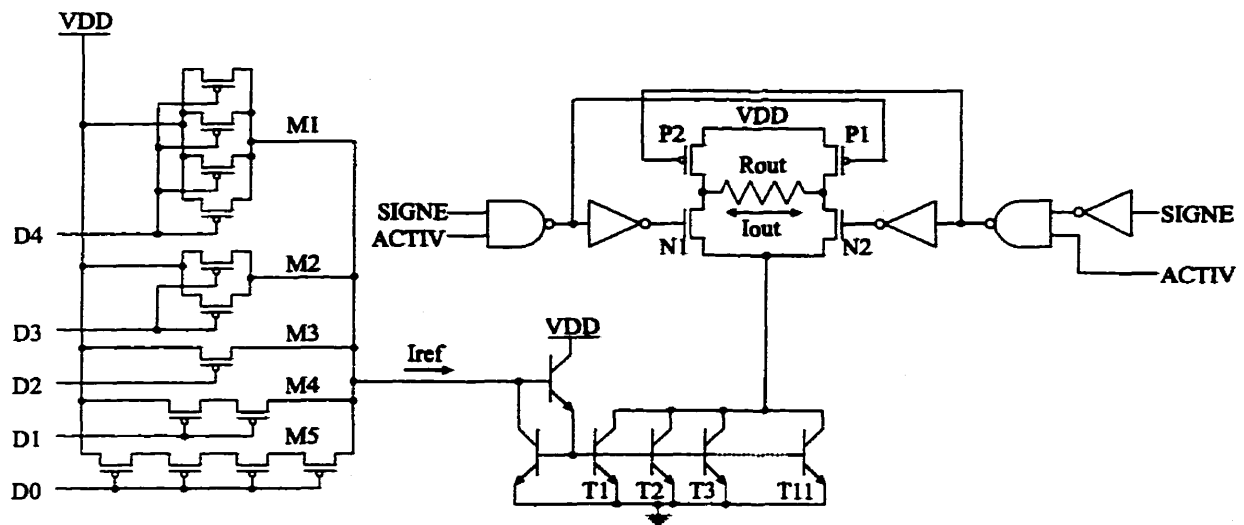 VDD
M1
D4
M2
D3
M3
D2
M4
D1
M5
D0
Iref
VDD
T1
T2
T3
T11
VDD
P2
P1
Rout
Iout
N1
N2
SIGNE
ACTIV
SIGNE
ACTIV